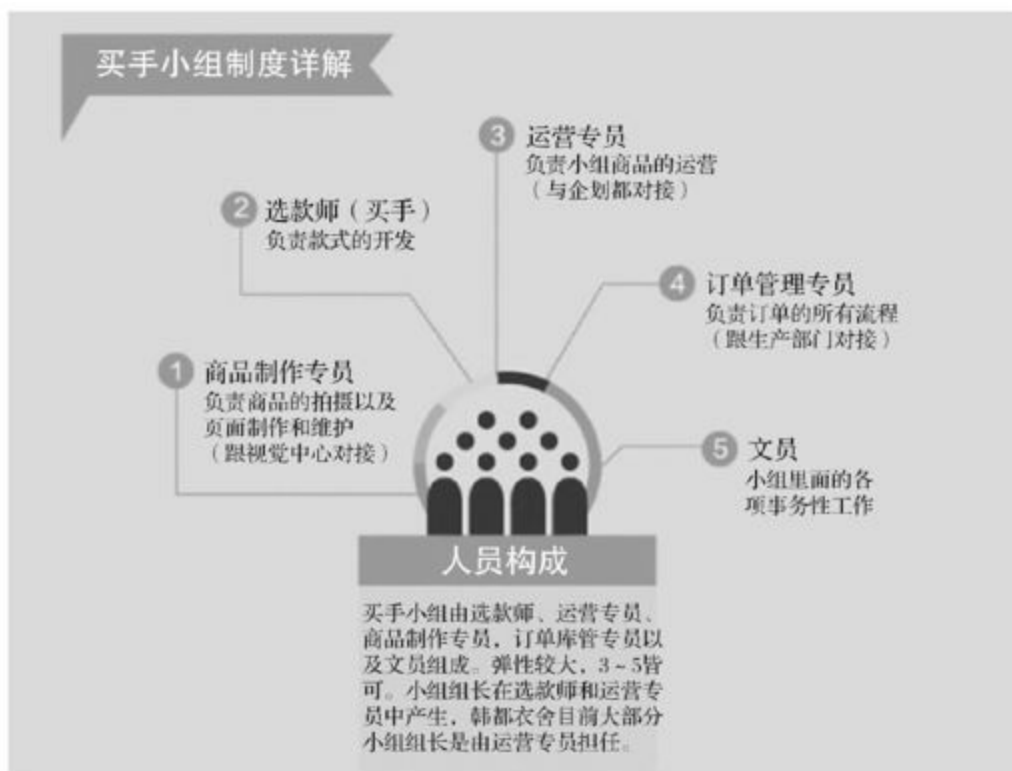 买手小组制度详解
3 运营专员
负责小组商品的运营
（与企划都对接）
2 选款师（买手）
负责款式的开发
4 订单管理专员
负责订单的所有流程
（跟生产部门对接）
1 商品制作专员
负责商品的拍摄以及
页面制作和维护
（跟视觉中心对接）
5 文员
小组里面的各
项事务性工作
人员构成
买手小组由选款师、运营专员、
商品制作专员，订单库管专员以
及文员组成。弹性较大，3～5皆
可。小组组长在选款师和运营专
员中产生，韩都衣舍目前大部分
小组组长是由运营专员担任。